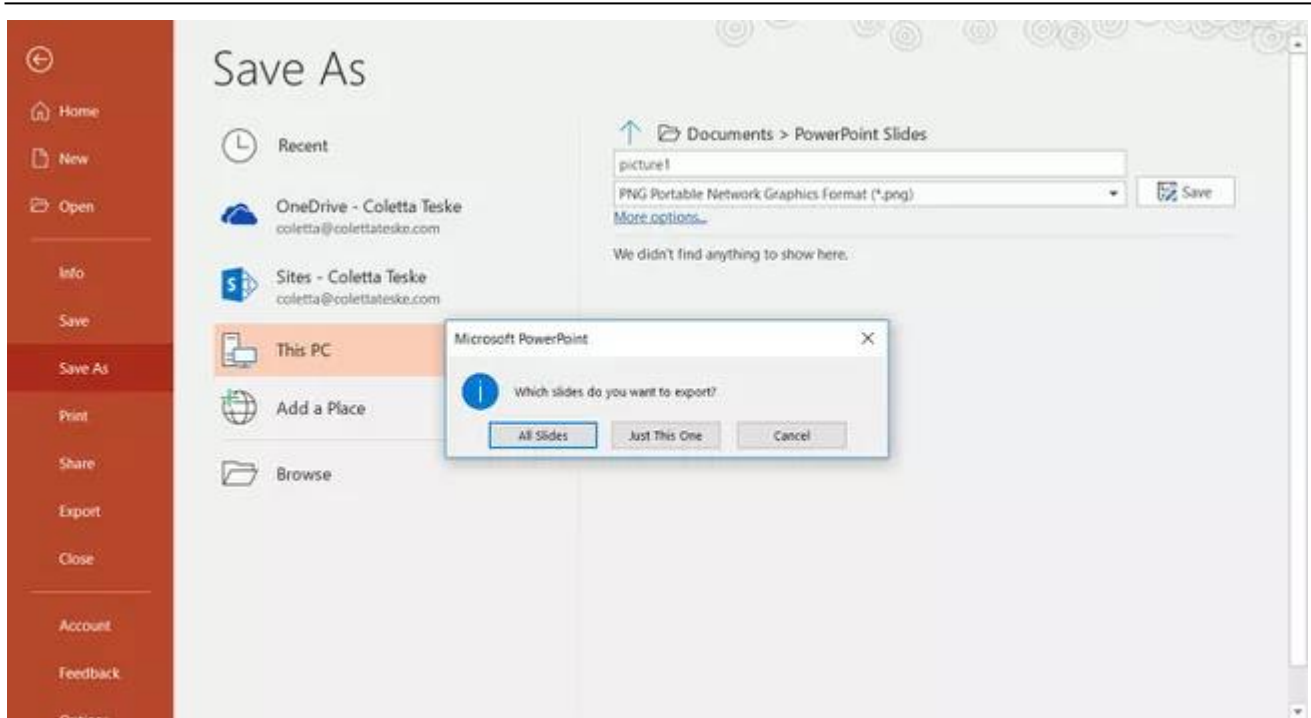 Save As
Home
New
Open
Info
Save
Save As
Print
Share
Export
Close
Account
Feedback
Options
Recent
OneDrive - Coletta Teske
coletta@colettateske.com
Sites - Coletta Teske
coletta@colettateske.com
This PC
Add a Place
Browse
Documents > PowerPoint Slides
picture1
PNG Portable Network Graphics Format (*.png)
Save
More options...
We didn't find anything to show here.
Microsoft PowerPoint
Which slides do you want to export?
All Slides
Just This One
Cancel